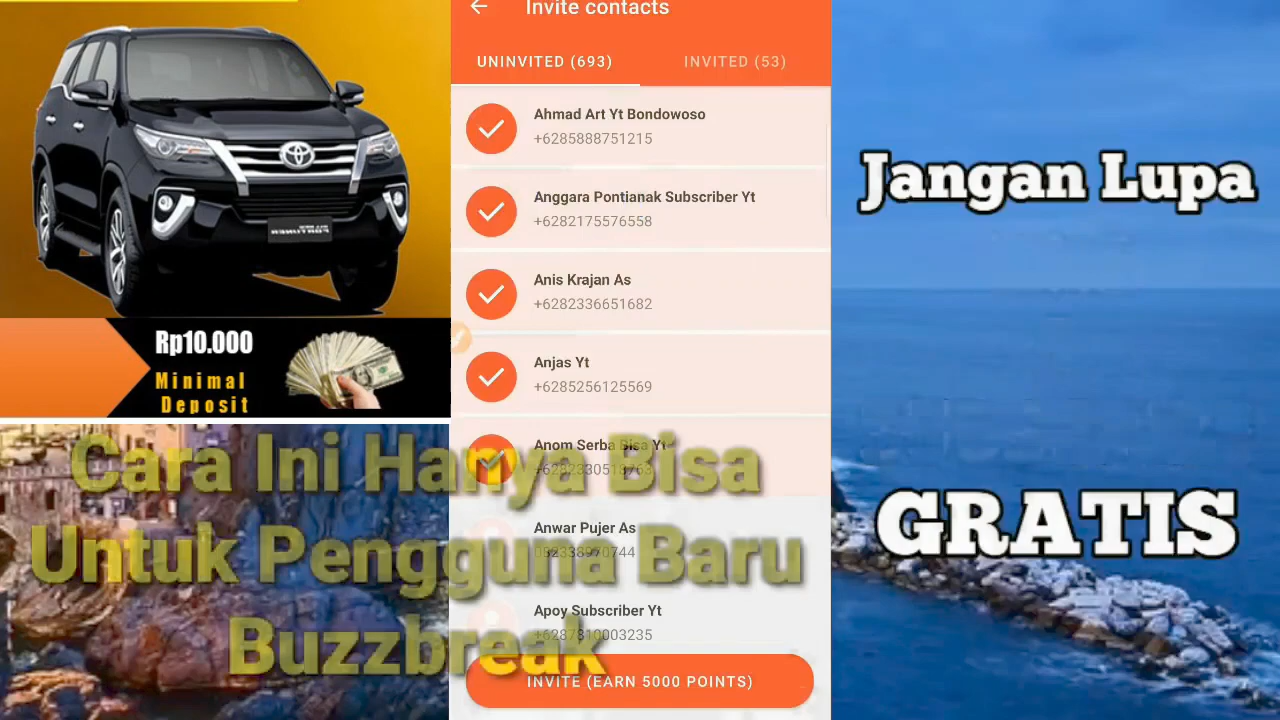 Rp10.000
Minimal
Deposit
Invite contacts
UNINVITED (693)
INVITED (53)
Ahmad Art Yt Bondowoso
+6285888751215
Anggara Pontianak Subscriber Yt
+6282175576558
Anis Krajan As
+6282336651682
Anjas Yt
+6285256125569
Anom Serba Bisa Yt
Anwar Pujer As
Apoy Subscriber Yt
+6287810003235
INVITE (EARN 5000 POINTS)
Cara Ini Hanya Bisa
Untuk Pengguna Baru
Buzzbreak
Jangan Lupa
GRATIS